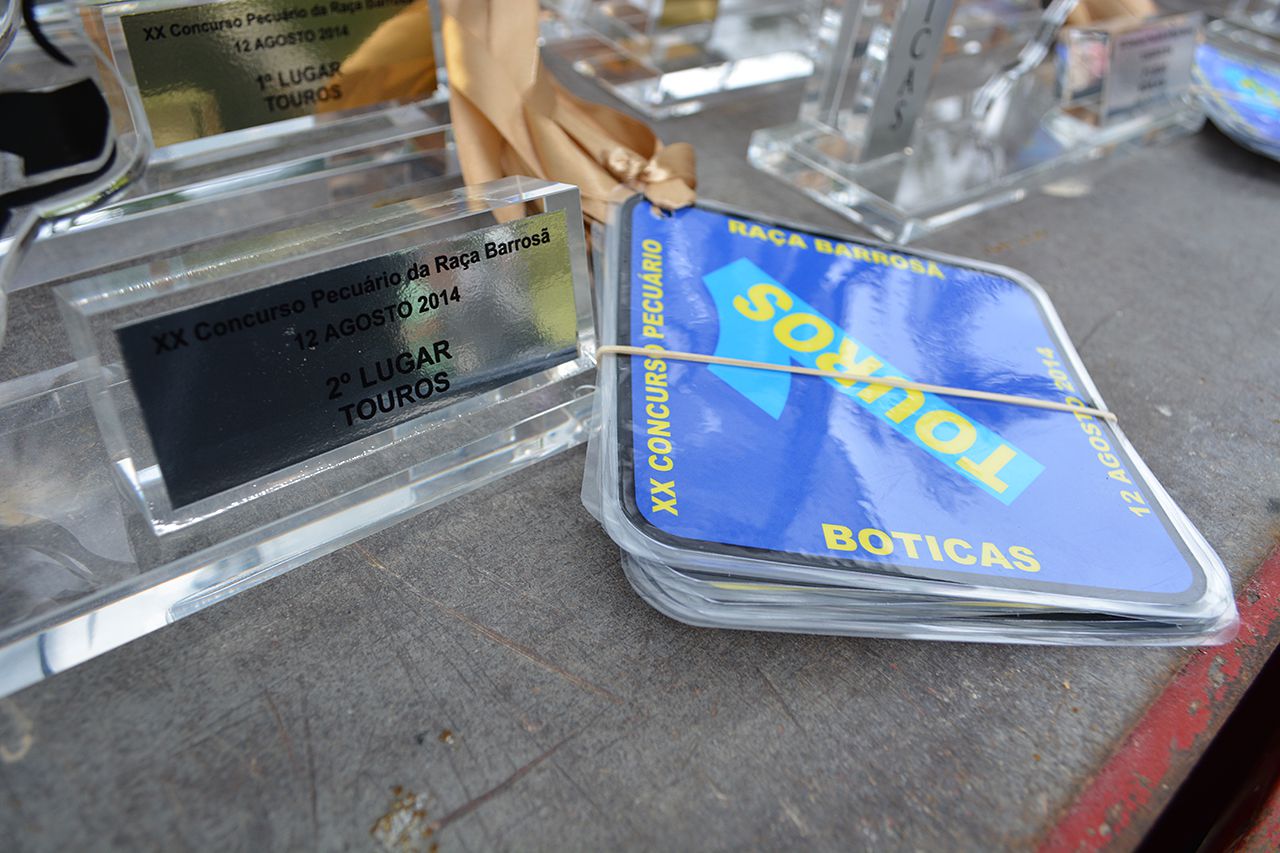 XX Concurso Pecuário da Raça Barrosã
12 AGOSTO 2014
1º LUGAR
TOUROS
XX Concurso Pecuário da Raça Barrosã
12 AGOSTO 2014
2º LUGAR
TOUROS
RAÇA BARROSÃ
XX CONCURSO PECUÁRIO
TOUROS
12 AGOSTO 2014
BOTICAS
ICAS